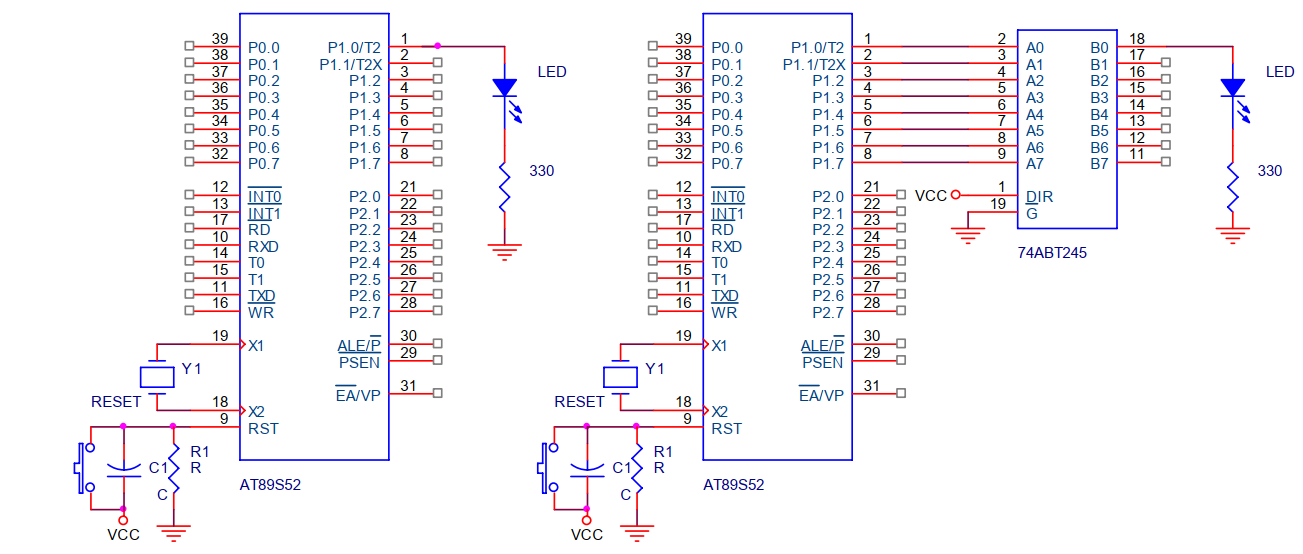 39 P0.0 P1.0/T2 1
38 P0.1 P1.1/T2X 2
37 P0.2 P1.2 3
36 P0.3 P1.3 4
35 P0.4 P1.4 5
34 P0.5 P1.5 6
33 P0.6 P1.6 7
32 P0.7 P1.7 8
LED
330
12 INT0 P2.0 21
13 INT1 P2.1 22
17 RD P2.2 23
10 RXD P2.3 24
14 T0 P2.4 25
15 T1 P2.5 26
11 TXD P2.6 27
16 WR P2.7 28
19 X1 ALE/P 30
PSEN 29
Y1
EA/VP 31
RESET
18 X2
9 RST
R1
C1 R
C
VCC
AT89S52
39 P0.0 P1.0/T2 1
38 P0.1 P1.1/T2X 2
37 P0.2 P1.2 3
36 P0.3 P1.3 4
35 P0.4 P1.4 5
34 P0.5 P1.5 6
33 P0.6 P1.6 7
32 P0.7 P1.7 8
12 INT0 P2.0 21
13 INT1 P2.1 22
17 RD P2.2 23
10 RXD P2.3 24
14 T0 P2.4 25
15 T1 P2.5 26
11 TXD P2.6 27
16 WR P2.7 28
19 X1 ALE/P 30
PSEN 29
Y1
EA/VP 31
RESET
18 X2
9 RST
R1
C1 R
C
VCC
AT89S52
2 A0 B0 18
3 A1 B1 17
4 A2 B2 16
5 A3 B3 15
6 A4 B4 14
7 A5 B5 13
8 A6 B6 12
9 A7 B7 11
VCC 1 DIR
19 G
74ABT245
LED
330